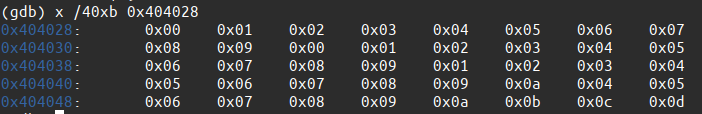 (gdb) x /40xb 0x404028
0x404028: 0x00 0x01 0x02 0x03 0x04 0x05 0x06 0x07
0x404030: 0x08 0x09 0x00 0x01 0x02 0x03 0x04 0x05
0x404038: 0x06 0x07 0x08 0x09 0x01 0x02 0x03 0x04
0x404040: 0x05 0x06 0x07 0x08 0x09 0x0a 0x04 0x05
0x404048: 0x06 0x07 0x08 0x09 0x0a 0x0b 0x0c 0x0d